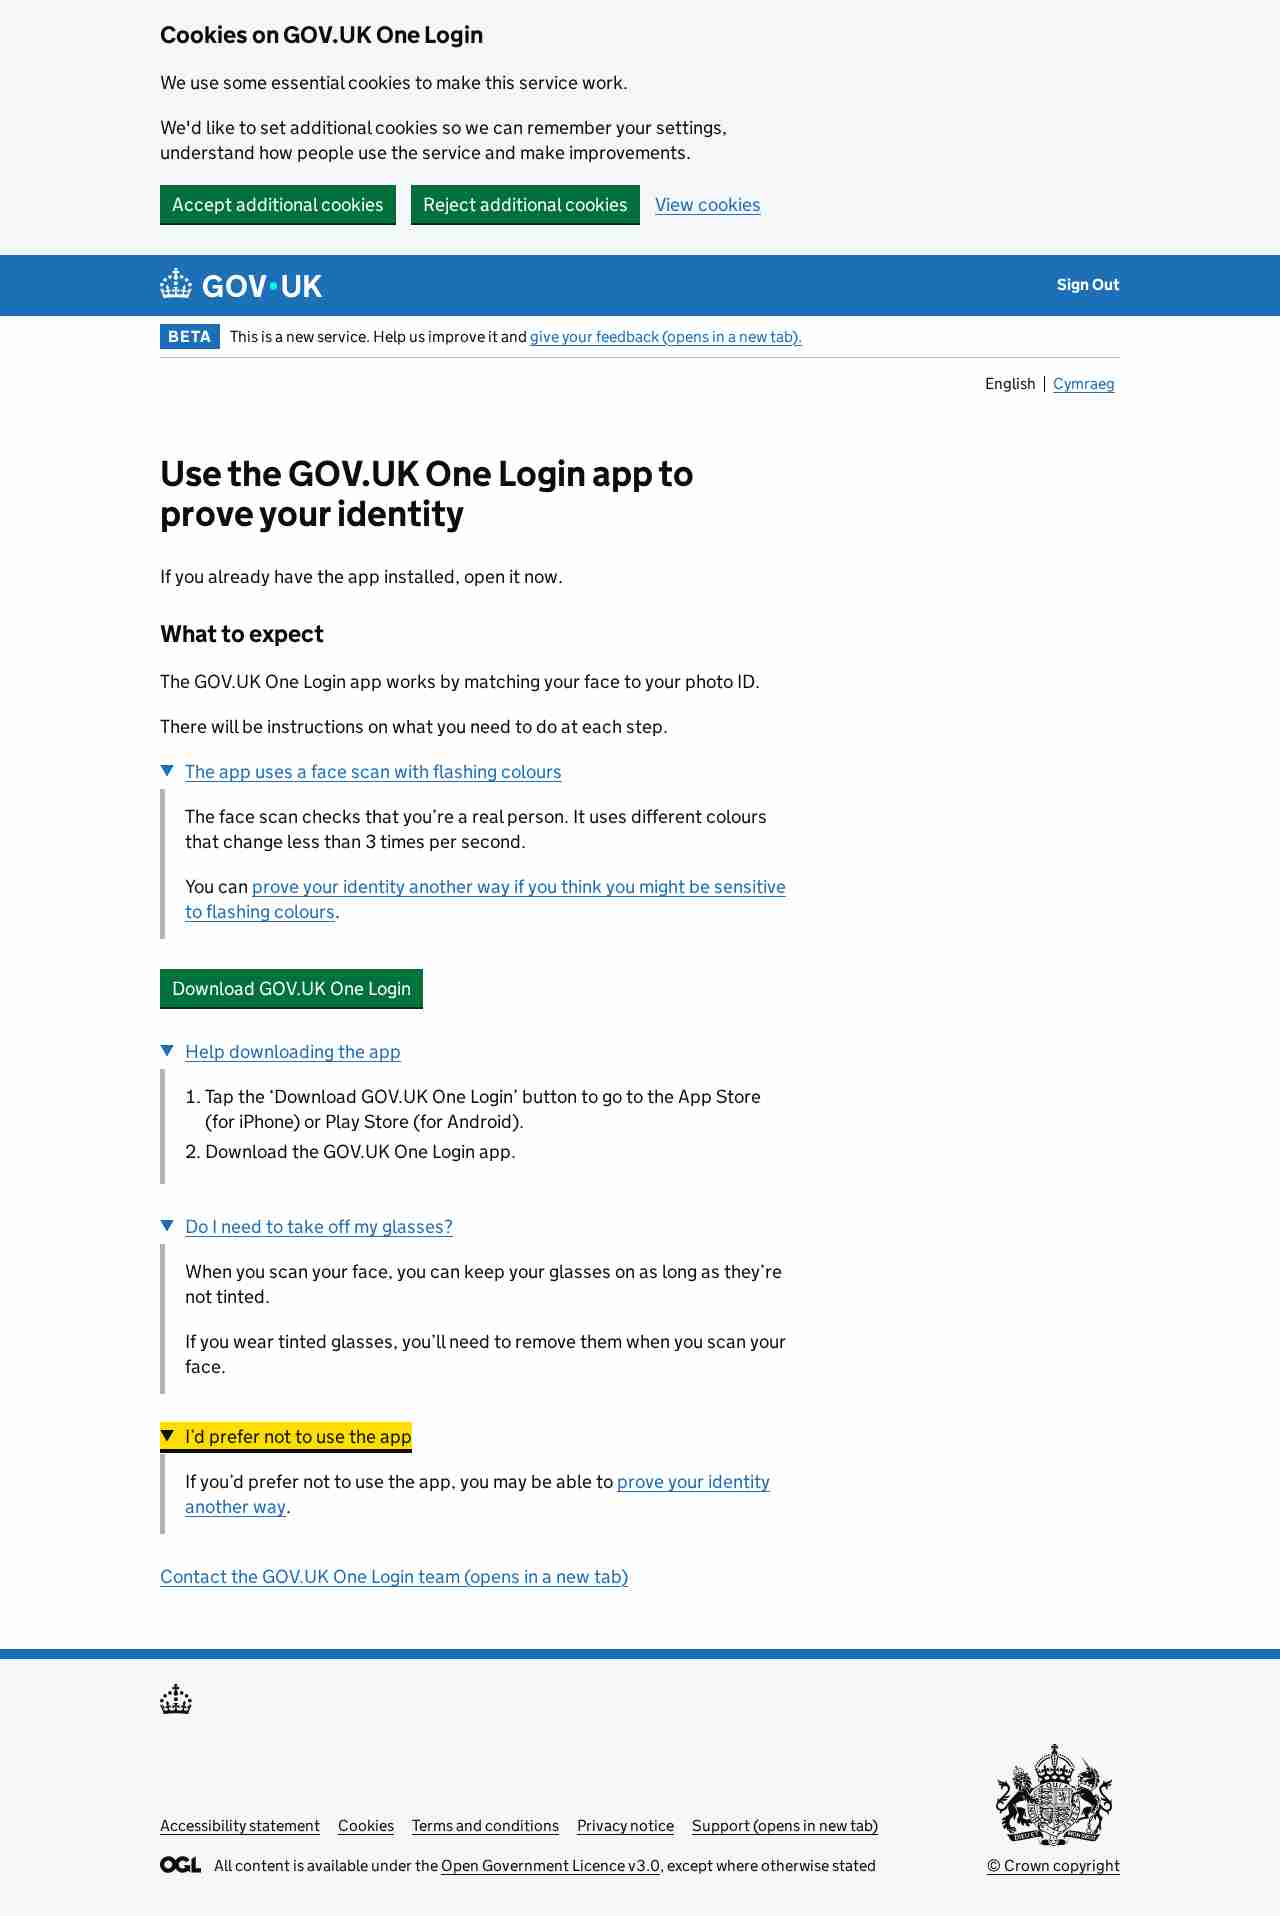 Cookies on GOV.UK One Login
We use some essential cookies to make this service work.
We'd like to set additional cookies so we can remember your settings,
understand how people use the service and make improvements.
Accept additional cookies Reject additional cookies View cookies
GOV·UK Sign Out
BETA This is a new service. Help us improve it and give your feedback (opens in a new tab).
English Cymraeg
Use the GOV.UK One Login app to
prove your identity
If you already have the app installed, open it now.
What to expect
The GOV.UK One Login app works by matching your face to your photo ID.
There will be instructions on what you need to do at each step.
The app uses a face scan with flashing colours
The face scan checks that you’re a real person. It uses different colours
that change less than 3 times per second.
You can prove your identity another way if you think you might be sensitive
to flashing colours.
Download GOV.UK One Login
Help downloading the app
1. Tap the ‘Download GOV.UK One Login’ button to go to the App Store
(for iPhone) or Play Store (for Android).
2. Download the GOV.UK One Login app.
Do I need to take off my glasses?
When you scan your face, you can keep your glasses on as long as they’re
not tinted.
If you wear tinted glasses, you’ll need to remove them when you scan your
face.
I’d prefer not to use the app
If you’d prefer not to use the app, you may be able to prove your identity
another way.
Contact the GOV.UK One Login team (opens in a new tab)
Accessibility statement Cookies Terms and conditions Privacy notice Support (opens in new tab)
OGL All content is available under the Open Government Licence v3.0, except where otherwise stated
© Crown copyright